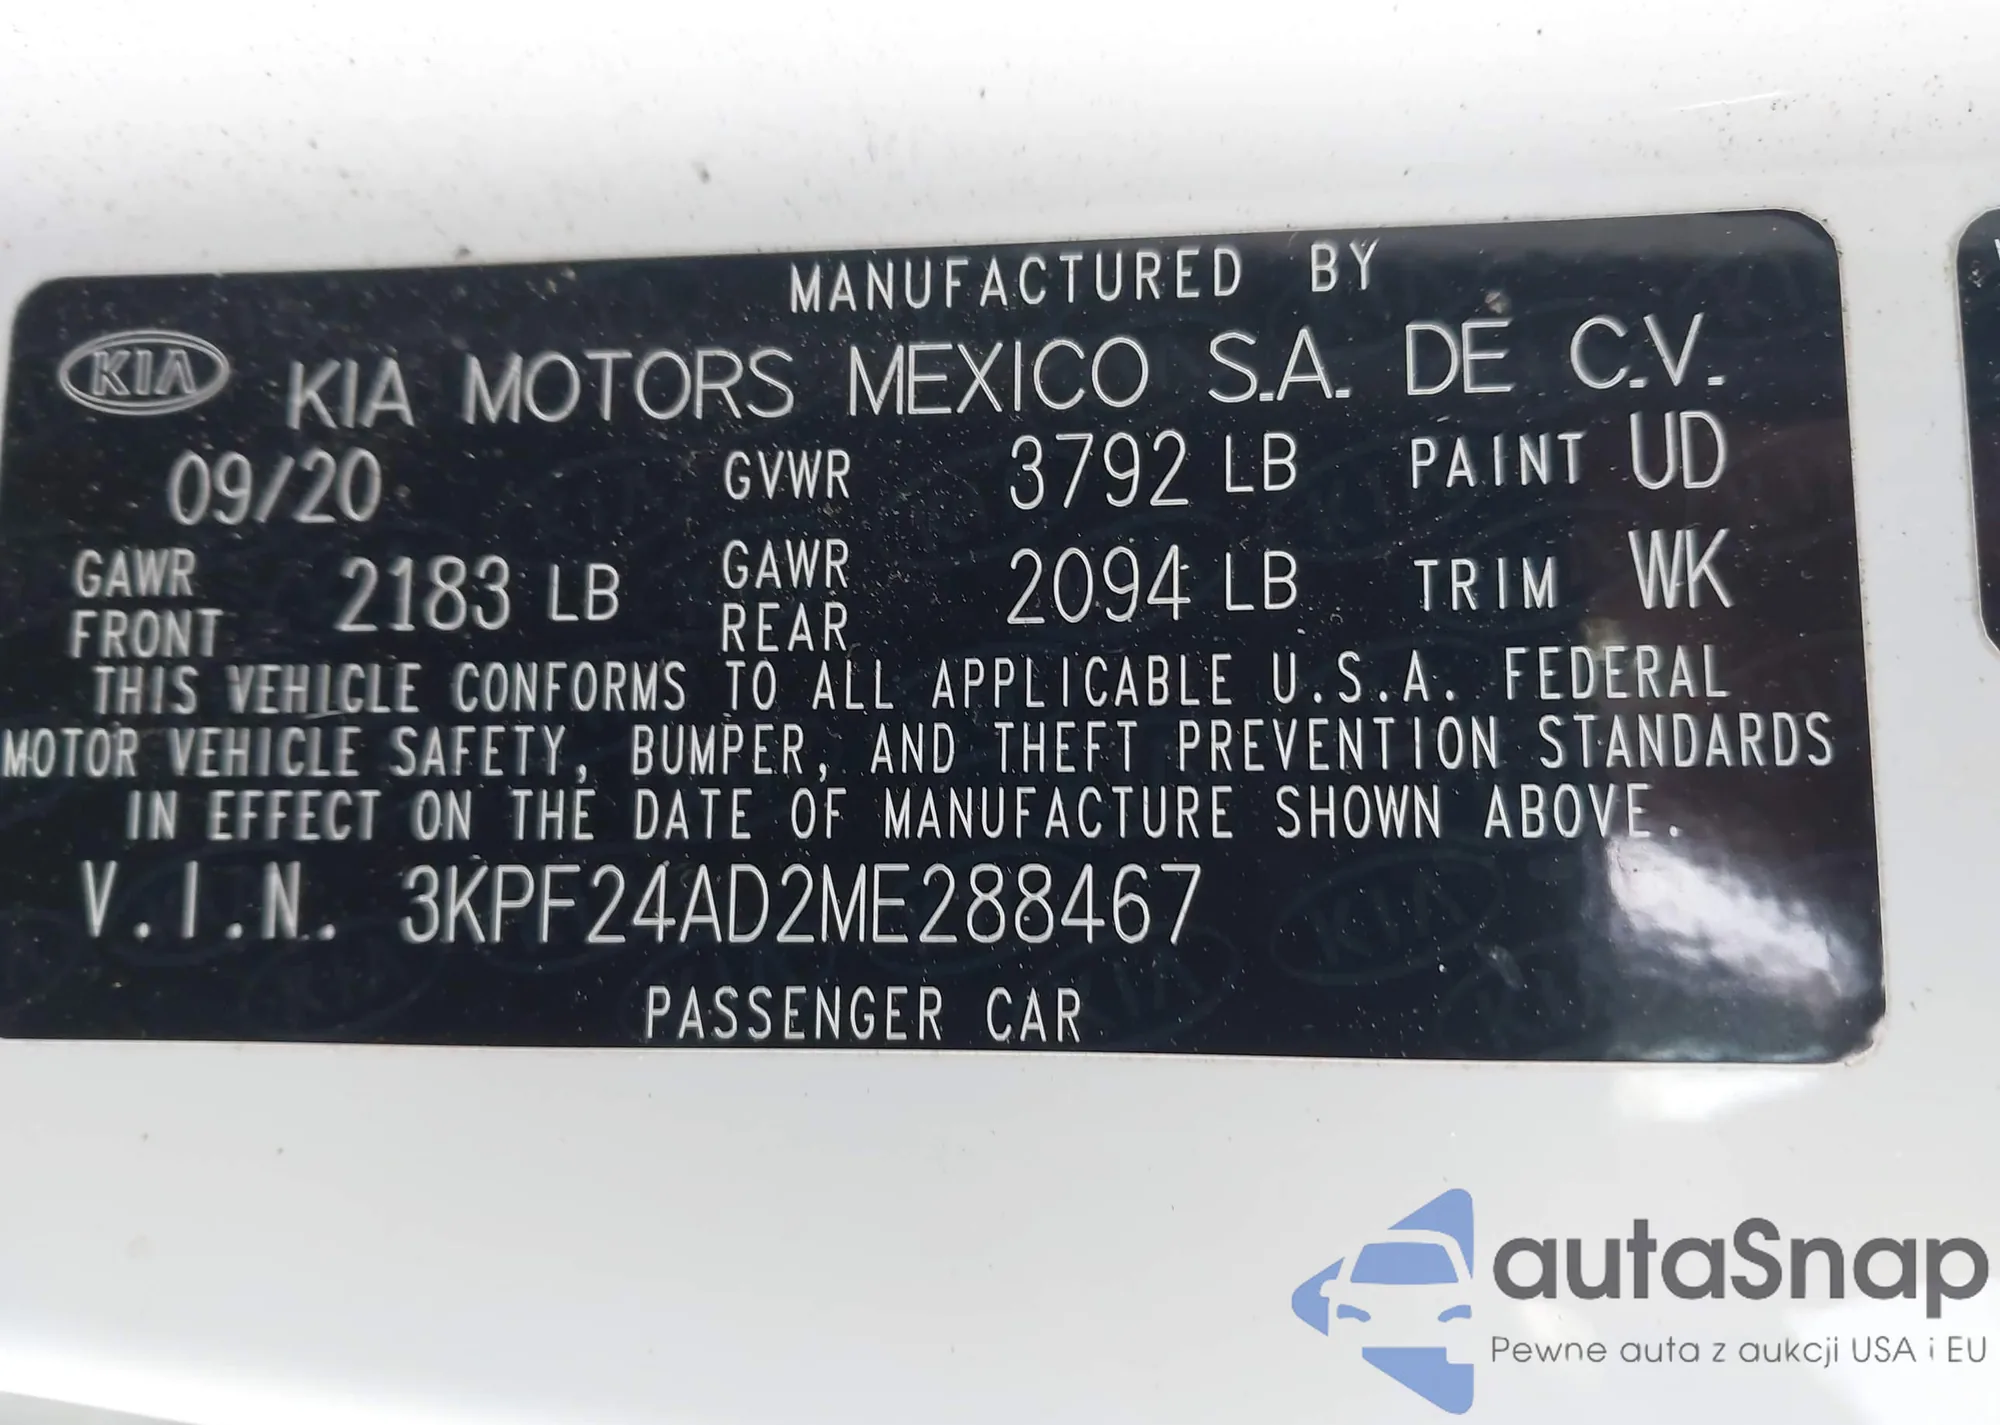 MANUFACTURED BY
KIA KIA MOTORS MEXICO S.A. DE C.V.
09/20 GVWR 3792 LB PAINT UD
GAWR FRONT 2183 LB GAWR REAR 2094 LB TRIM WK
THIS VEHICLE CONFORMS TO ALL APPLICABLE U.S.A. FEDERAL
MOTOR VEHICLE SAFETY, BUMPER, AND THEFT PREVENTION STANDARDS
IN EFFECT ON THE DATE OF MANUFACTURE SHOWN ABOVE.
V.I.N. 3KPF24AD2ME288467
PASSENGER CAR
autaSnap
Pewne auta z aukcji USA i EU